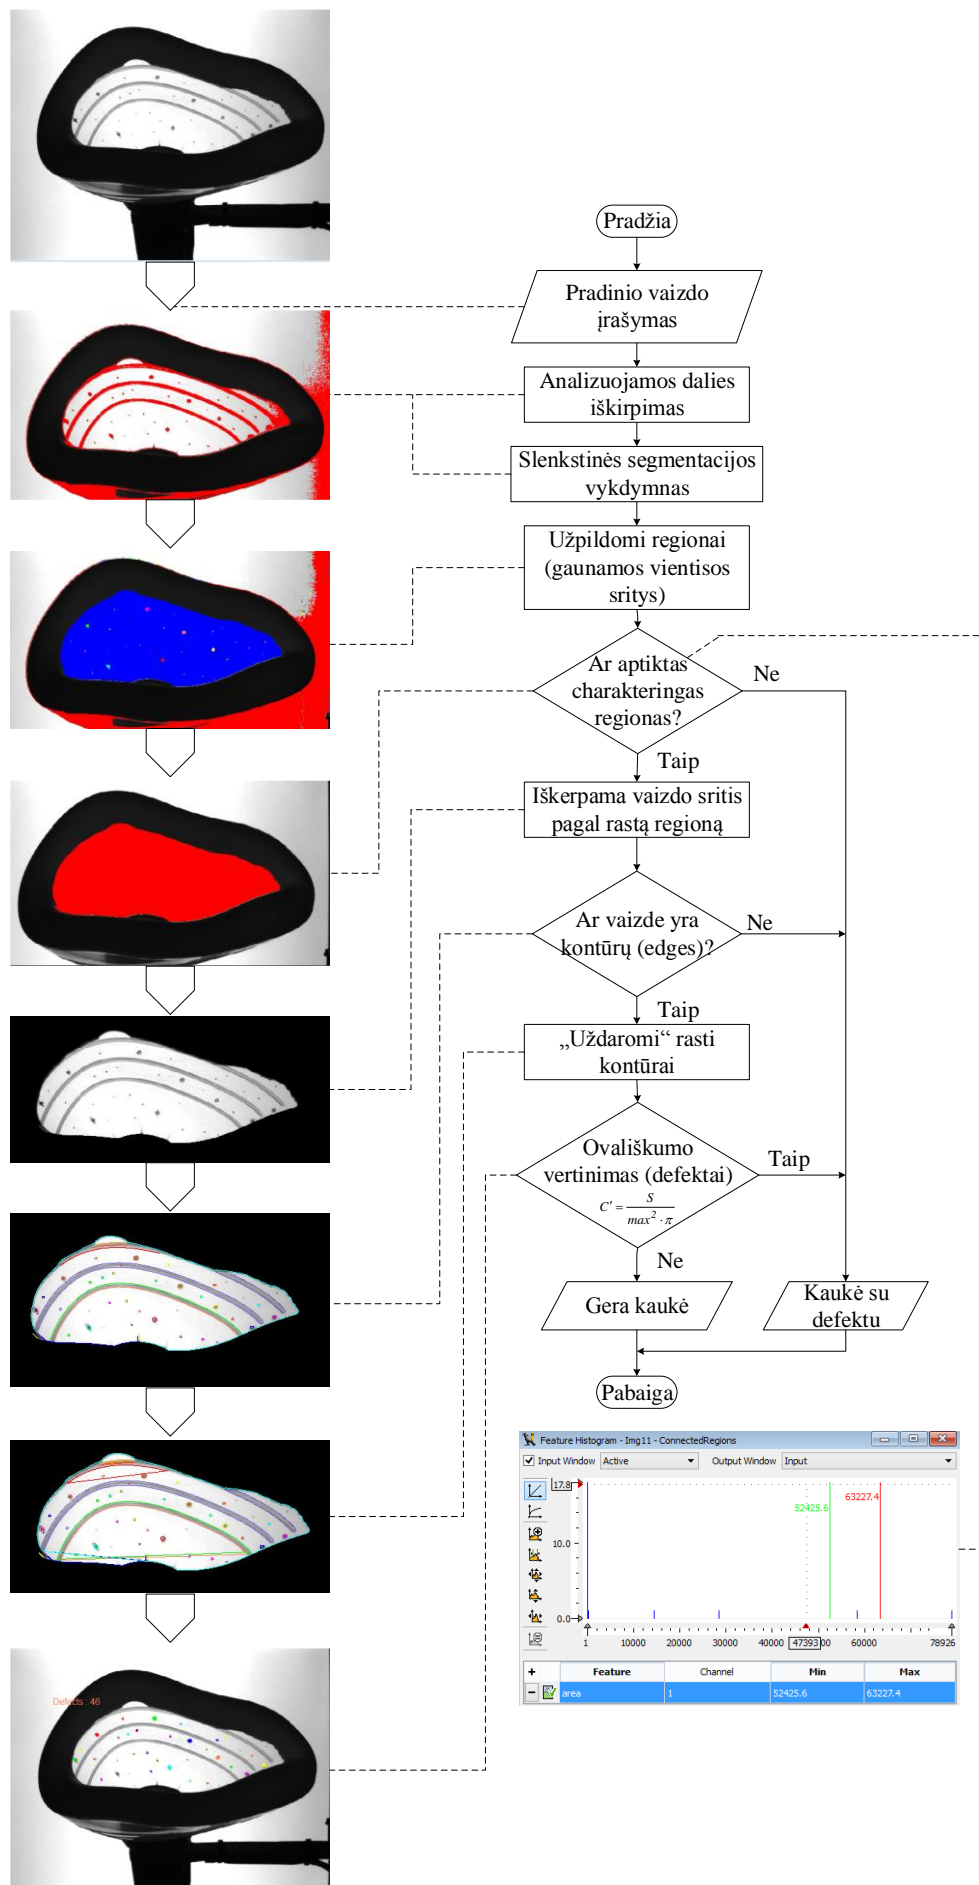 Pradžia
Pradinio vaizdo
įrašymas
Analizuojamos dalies
iškirpimas
Slenkstinės segmentacijos
vykdymnas
Užpildomi regionai
(gaunamos vientisos
sritys)
Ar aptiktas
charakteringas
regionas?
Ne
Taip
Iškerpama vaizdo sritis
pagal rastą regioną
Ar vaizde yra
kontūrų (edges)?
Ne
Taip
„Uždaromi“ rasti
kontūrai
Ovališkumo
vertinimas (defektai)
C' = S / max² · π
Taip
Ne
Gera kaukė
Kaukė su
defektu
Pabaiga
Feature Histogram - Img11 - ConnectedRegions
Input Window Active Output Window Input
17.8
63227.4
52425.6
10.0
0.0
1 10000 20000 30000 40000 47393 00 60000 78926
+ Feature Channel Min Max
− area 1 52425.6 63227.4
Defects : 46